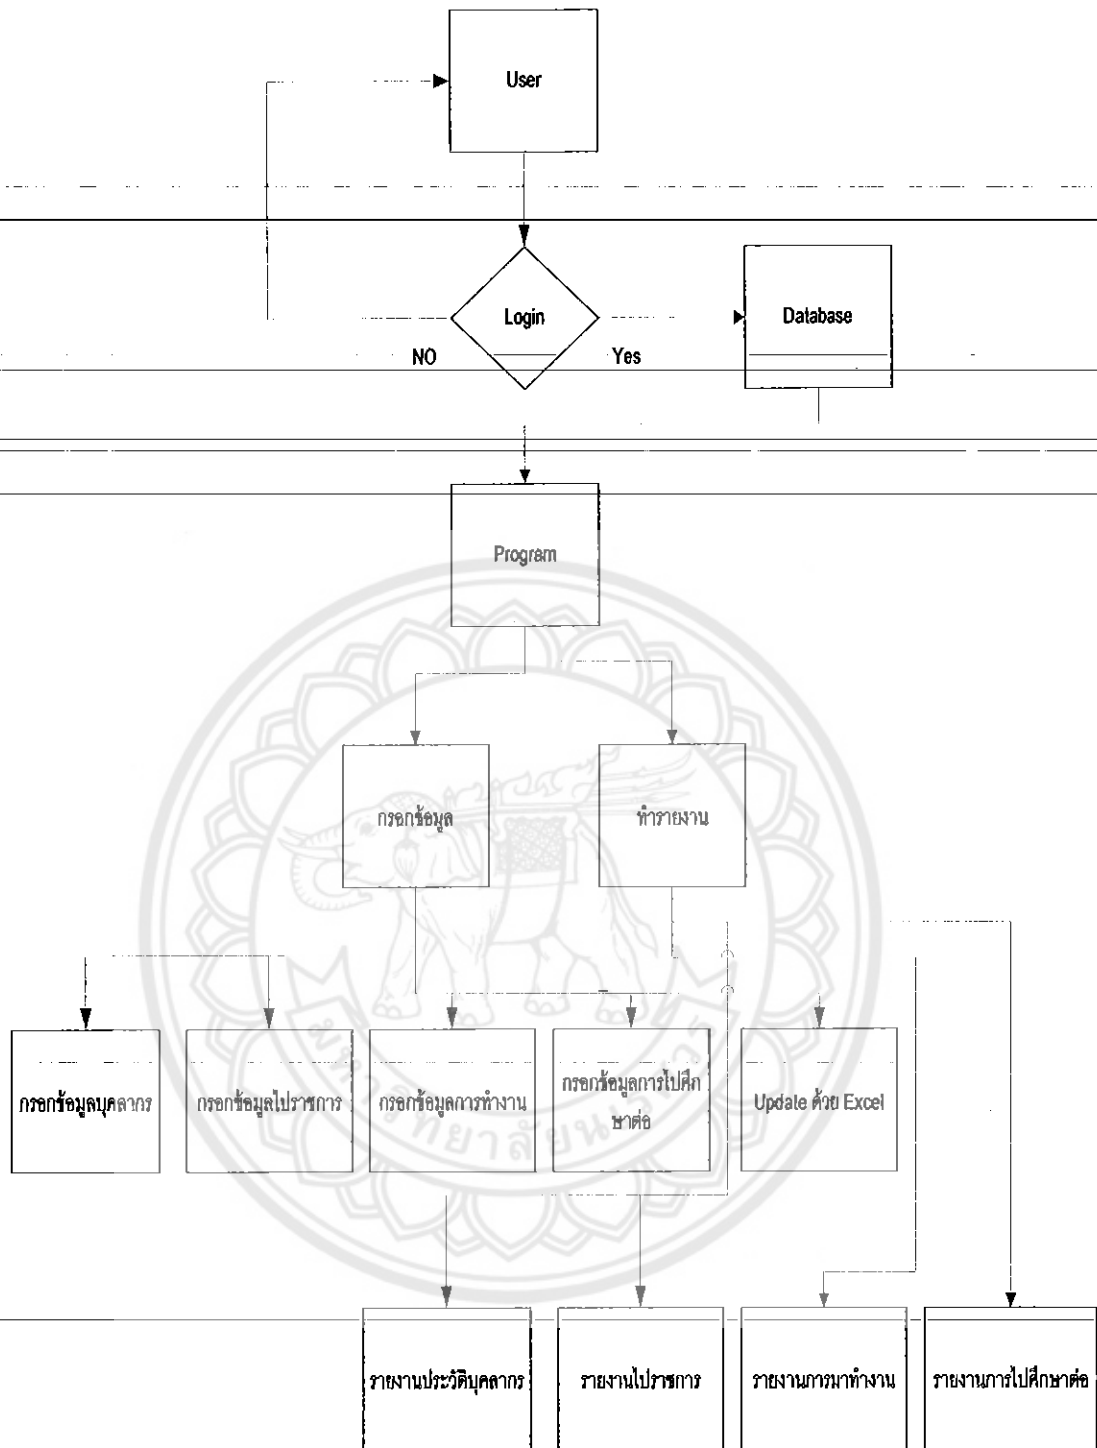 User
Login
Database
NO
Yes
Program
กรอกข้อมูล
ทำรายงาน
กรอกข้อมูลบุคลากร
กรอกข้อมูลไปราชการ
กรอกข้อมูลการทำงาน
กรอกข้อมูลการไปศึก
ษาต่อ
Update ด้วย Excel
รายงานประวัติบุคลากร
รายงานไปราชการ
รายงานการมาทำงาน
รายงานการไปศึกษาต่อ